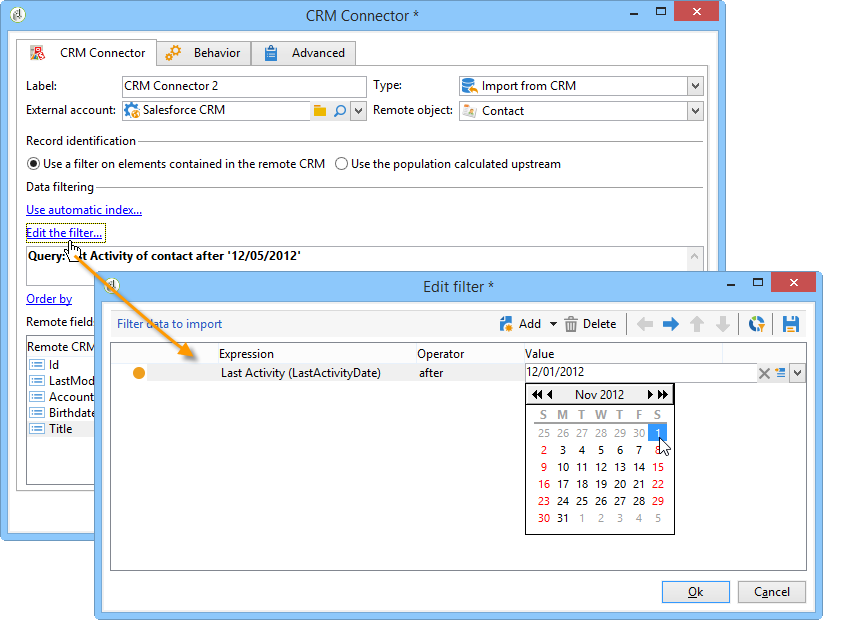 CRM Connector *
CRM Connector Behavior Advanced
Label: CRM Connector 2 Type: Import from CRM
External account: Salesforce CRM Remote object: Contact
Record identification
Use a filter on elements contained in the remote CRM Use the population calculated upstream
Data filtering
Use automatic index...
Edit the filter...
Query: st Activity of contact after '12/05/2012'
Order by
Remote field
Remote CRM
Id
LastMod
Account
Birthdate
Title
Edit filter *
Filter data to import Add Delete
Expression Operator Value
Last Activity (LastActivityDate) after 12/01/2012
Nov 2012
S M T W T F S
25 26 27 28 29 30 1
2 3 4 5 6 7 8
9 10 11 12 13 14 15
16 17 18 19 20 21 22
23 24 25 26 27 28 29
30 31 1 2 3 4 5
Ok Cancel